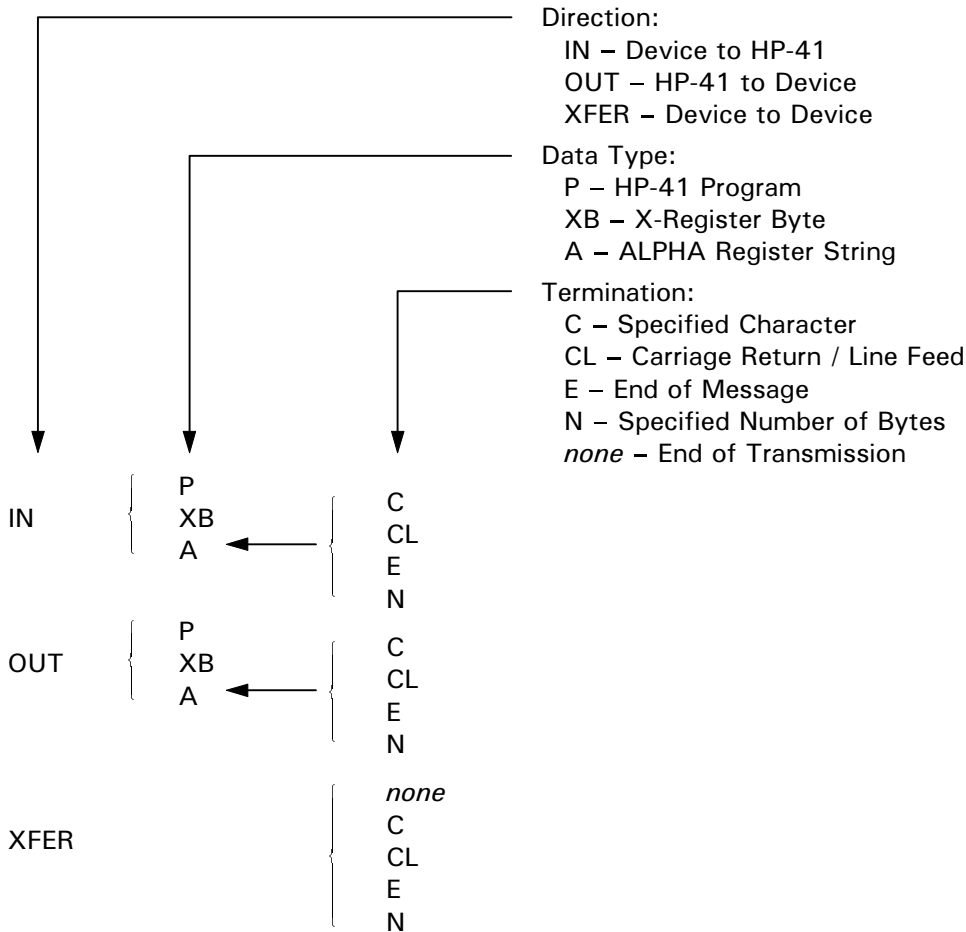 Direction:
IN – Device to HP-41
OUT – HP-41 to Device
XFER – Device to Device
Data Type:
P – HP-41 Program
XB – X-Register Byte
A – ALPHA Register String
Termination:
C – Specified Character
CL – Carriage Return / Line Feed
E – End of Message
N – Specified Number of Bytes
none – End of Transmission
IN
P
XB
A
C
CL
E
N
OUT
P
XB
A
C
CL
E
N
XFER
none
C
CL
E
N